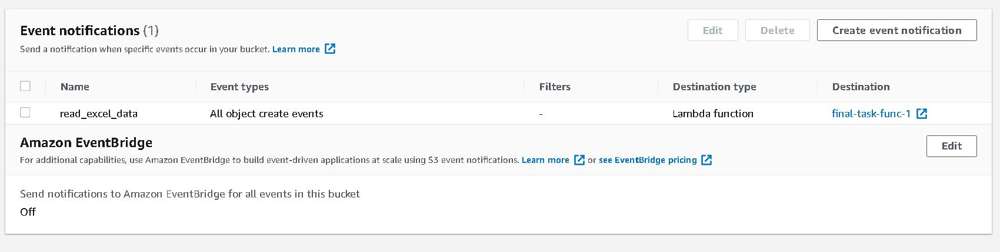 Event notifications (1)
Edit
Delete
Create event notification
Send a notification when specific events occur in your bucket. Learn more
Name Event types Filters Destination type Destination
read_excel_data All object create events - Lambda function final-task-func-1
Amazon EventBridge
Edit
For additional capabilities, use Amazon EventBridge to build event-driven applications at scale using S3 event notifications. Learn more or see EventBridge pricing
Send notifications to Amazon EventBridge for all events in this bucket
Off